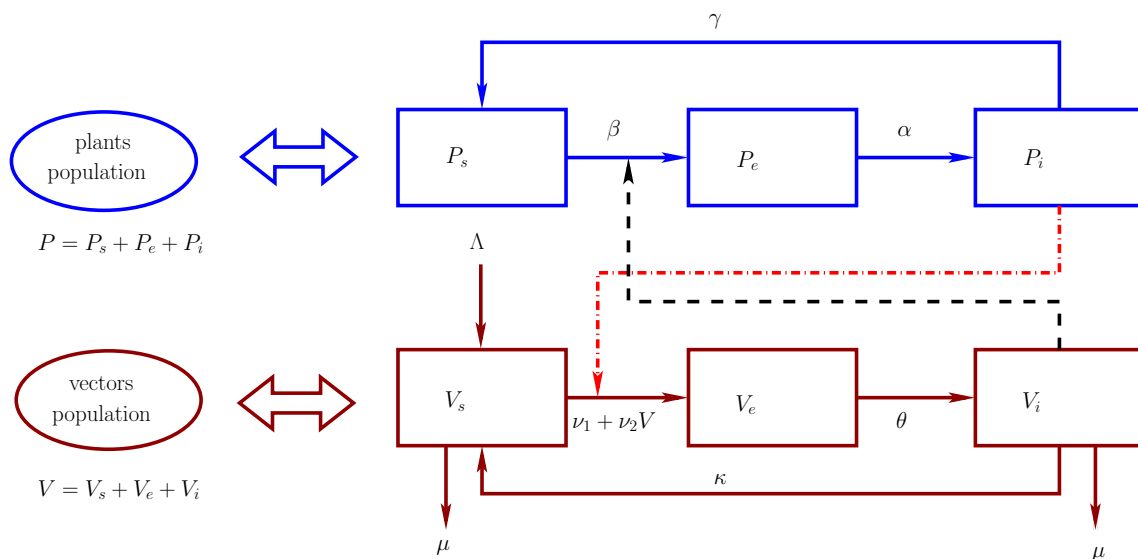 γ
plants
population
P_s
β
P_e
α
P_i
P = P_s + P_e + P_i
Λ
vectors
population
V_s
ν_1 + ν_2V
V_e
θ
V_i
V = V_s + V_e + V_i
κ
μ
μ